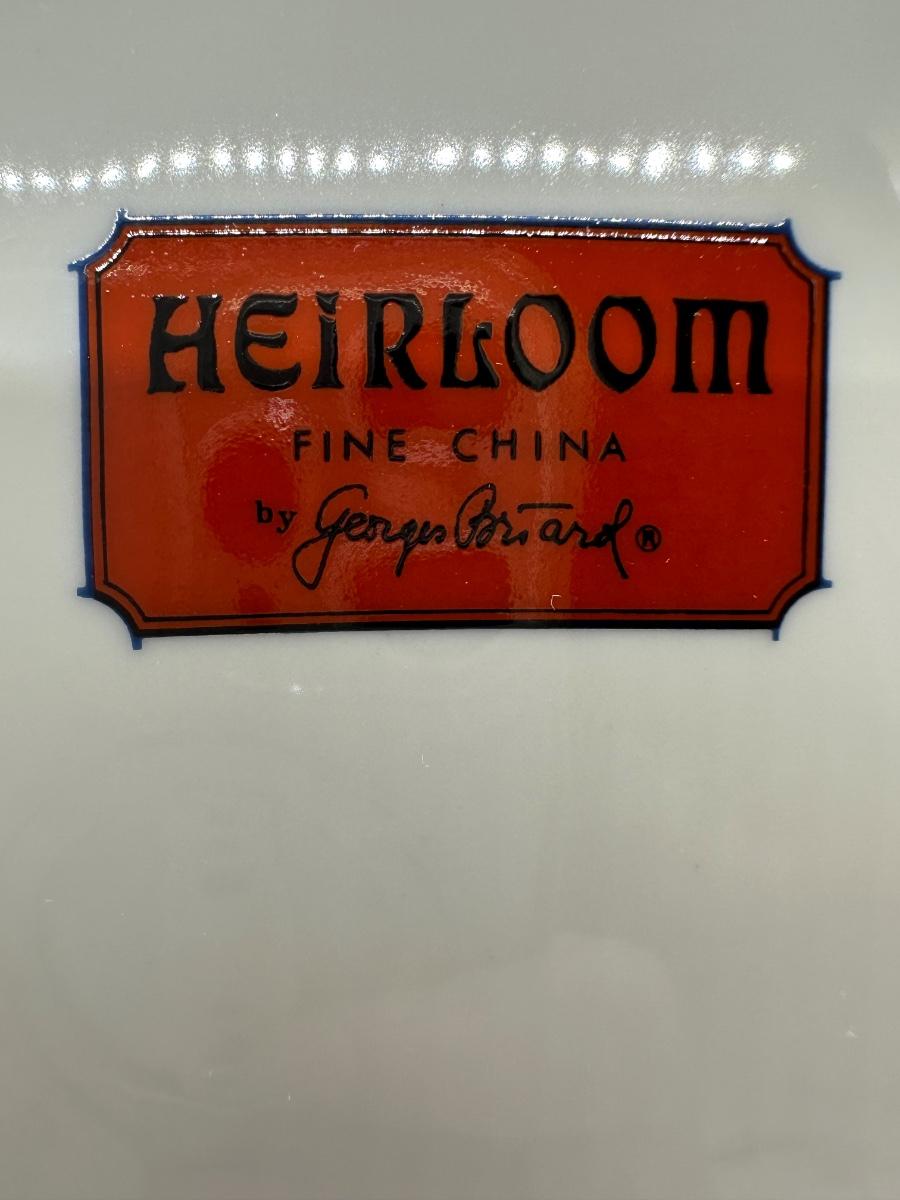 HEIRLOOM
FINE CHINA
by Georges Briard ®